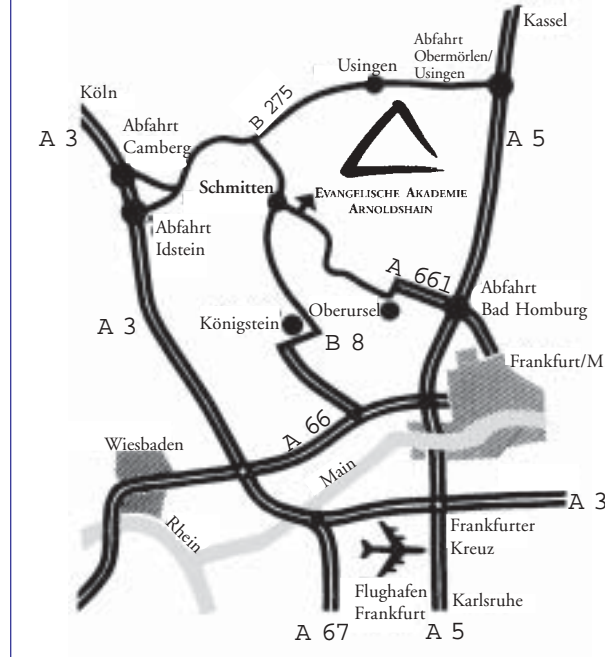 Kassel
Abfahrt
Obermörlen/
Usingen
Usingen
Köln
B 275
A 3
Abfahrt
Camberg
A 5
Schmitten
EVANGELISCHE AKADEMIE
ARNOLDSHAIN
Abfahrt
Idstein
A 661
Abfahrt
Bad Homburg
Oberursel
A 3
Königstein
B 8
Frankfurt/M
A 66
Wiesbaden
Main
Rhein
A 3
Frankfurter
Kreuz
Flughafen
Frankfurt
Karlsruhe
A 67
A 5